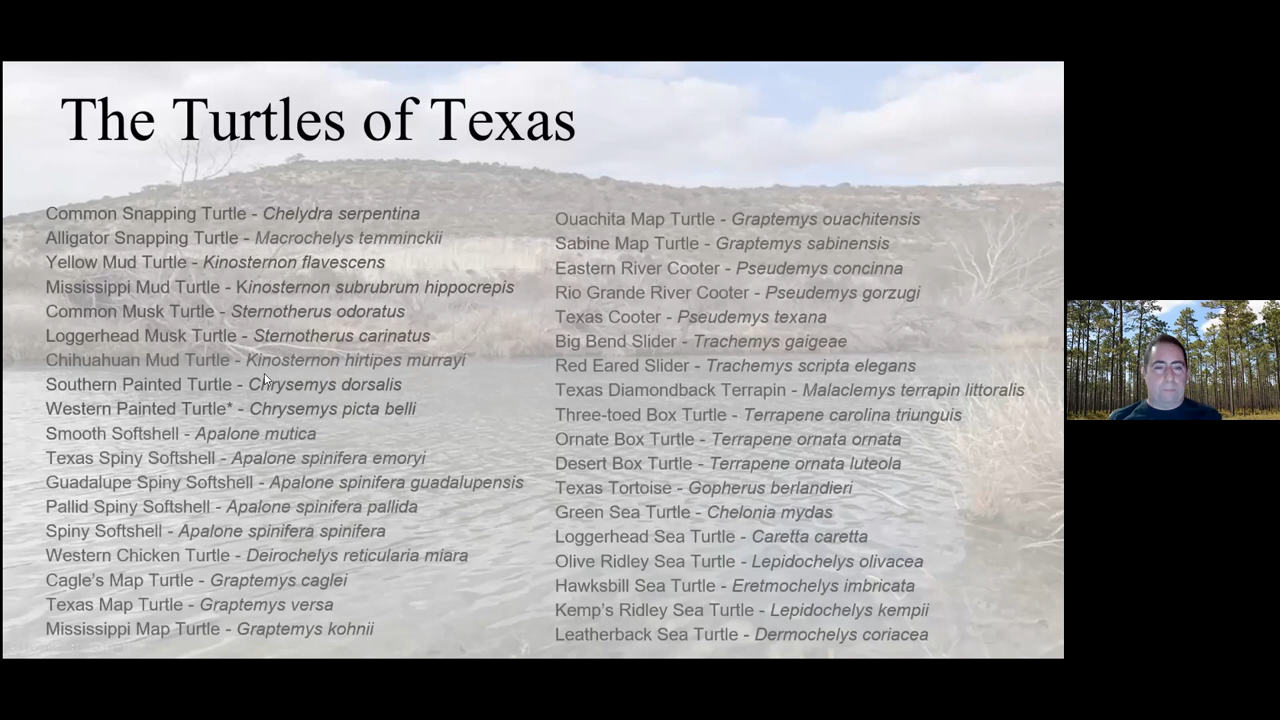 The Turtles of Texas
Common Snapping Turtle - Chelydra serpentina
Alligator Snapping Turtle - Macrochelys temminckii
Yellow Mud Turtle - Kinosternon flavescens
Mississippi Mud Turtle - Kinosternon subrubrum hippocrepis
Common Musk Turtle - Sternotherus odoratus
Loggerhead Musk Turtle - Sternotherus carinatus
Chihuahuan Mud Turtle - Kinosternon hirtipes murrayi
Southern Painted Turtle - Chrysemys dorsalis
Western Painted Turtle* - Chrysemys picta belli
Smooth Softshell - Apalone mutica
Texas Spiny Softshell - Apalone spinifera emoryi
Guadalupe Spiny Softshell - Apalone spinifera guadalupensis
Pallid Spiny Softshell - Apalone spinifera pallida
Spiny Softshell - Apalone spinifera spinifera
Western Chicken Turtle - Deirochelys reticularia miara
Cagle’s Map Turtle - Graptemys caglei
Texas Map Turtle - Graptemys versa
Mississippi Map Turtle - Graptemys kohnii
Ouachita Map Turtle - Graptemys ouachitensis
Sabine Map Turtle - Graptemys sabinensis
Eastern River Cooter - Pseudemys concinna
Rio Grande River Cooter - Pseudemys gorzugi
Texas Cooter - Pseudemys texana
Big Bend Slider - Trachemys gaigeae
Red Eared Slider - Trachemys scripta elegans
Texas Diamondback Terrapin - Malaclemys terrapin littoralis
Three-toed Box Turtle - Terrapene carolina triunguis
Ornate Box Turtle - Terrapene ornata ornata
Desert Box Turtle - Terrapene ornata luteola
Texas Tortoise - Gopherus berlandieri
Green Sea Turtle - Chelonia mydas
Loggerhead Sea Turtle - Caretta caretta
Olive Ridley Sea Turtle - Lepidochelys olivacea
Hawksbill Sea Turtle - Eretmochelys imbricata
Kemp’s Ridley Sea Turtle - Lepidochelys kempii
Leatherback Sea Turtle - Dermochelys coriacea